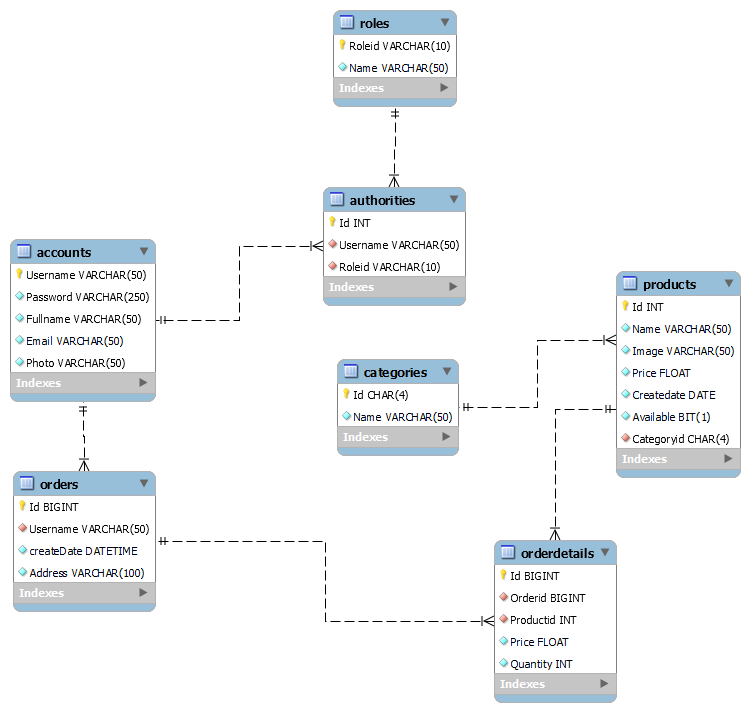 roles
Roleid VARCHAR(10)
Name VARCHAR(50)
Indexes
authorities
Id INT
Username VARCHAR(50)
Roleid VARCHAR(10)
Indexes
accounts
Username VARCHAR(50)
Password VARCHAR(250)
Fullname VARCHAR(50)
Email VARCHAR(50)
Photo VARCHAR(50)
Indexes
products
Id INT
Name VARCHAR(50)
Image VARCHAR(50)
Price FLOAT
Createdate DATE
Available BIT(1)
Categoryid CHAR(4)
Indexes
categories
Id CHAR(4)
Name VARCHAR(50)
Indexes
orders
Id BIGINT
Username VARCHAR(50)
createDate DATETIME
Address VARCHAR(100)
Indexes
orderdetails
Id BIGINT
Orderid BIGINT
Productid INT
Price FLOAT
Quantity INT
Indexes